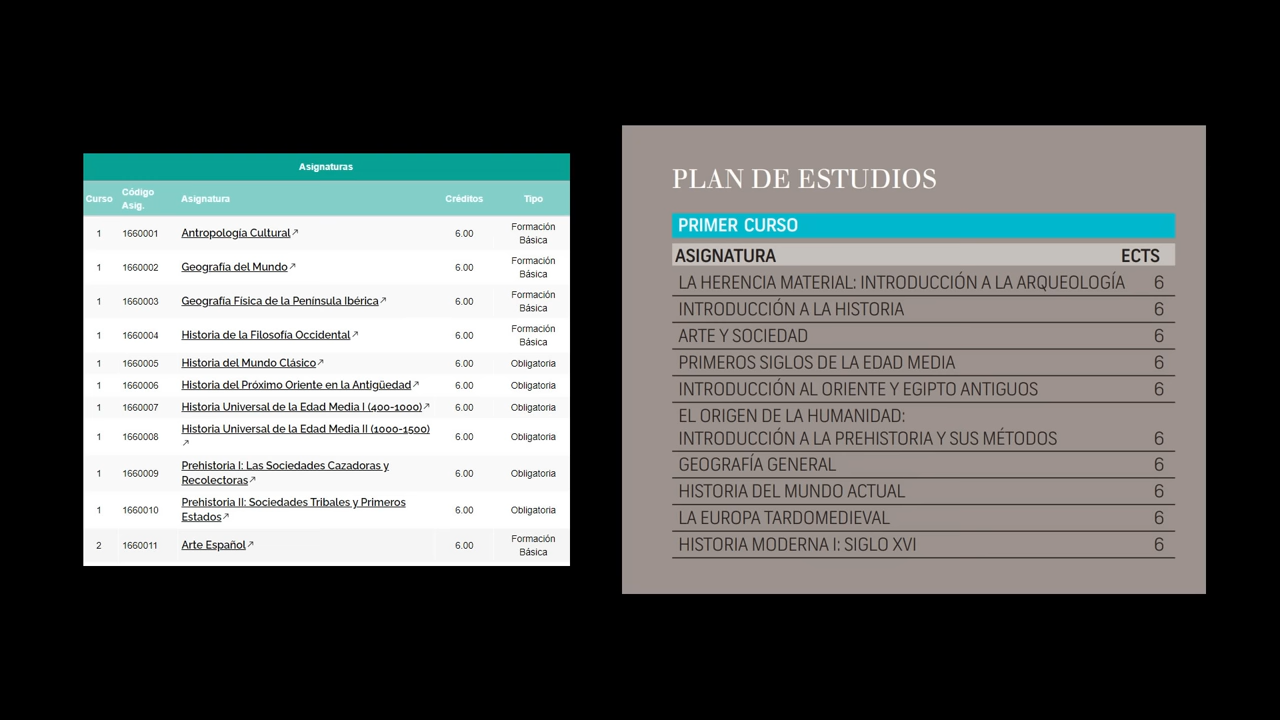 Asignaturas
Curso Código Asig. Asignatura Créditos Tipo
1 1660001 Antropología Cultural 6.00 Formación Básica
1 1660002 Geografía del Mundo 6.00 Formación Básica
1 1660003 Geografía Física de la Península Ibérica 6.00 Formación Básica
1 1660004 Historia de la Filosofía Occidental 6.00 Formación Básica
1 1660005 Historia del Mundo Clásico 6.00 Obligatoria
1 1660006 Historia del Próximo Oriente en la Antigüedad 6.00 Obligatoria
1 1660007 Historia Universal de la Edad Media I (400-1000) 6.00 Obligatoria
1 1660008 Historia Universal de la Edad Media II (1000-1500) 6.00 Obligatoria
1 1660009 Prehistoria I: Las Sociedades Cazadoras y Recolectoras 6.00 Obligatoria
1 1660010 Prehistoria II: Sociedades Tribales y Primeros Estados 6.00 Obligatoria
2 1660011 Arte Español 6.00 Formación Básica
PLAN DE ESTUDIOS
PRIMER CURSO
ASIGNATURA ECTS
LA HERENCIA MATERIAL: INTRODUCCIÓN A LA ARQUEOLOGÍA 6
INTRODUCCIÓN A LA HISTORIA 6
ARTE Y SOCIEDAD 6
PRIMEROS SIGLOS DE LA EDAD MEDIA 6
INTRODUCCIÓN AL ORIENTE Y EGIPTO ANTIGUOS 6
EL ORIGEN DE LA HUMANIDAD:
INTRODUCCIÓN A LA PREHISTORIA Y SUS MÉTODOS 6
GEOGRAFÍA GENERAL 6
HISTORIA DEL MUNDO ACTUAL 6
LA EUROPA TARDOMEDIEVAL 6
HISTORIA MODERNA I: SIGLO XVI 6